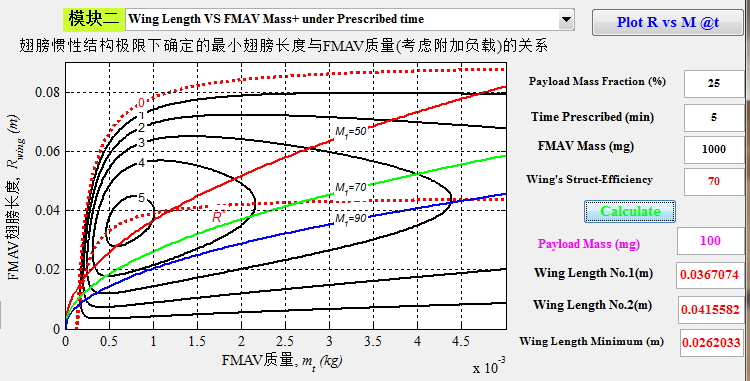 模块二 Wing Length VS FMAV Mass+ under Prescribed time
Plot R vs M @t
翅膀惯性结构极限下确定的最小翅膀长度与FMAV质量(考虑附加负载)的关系
FMAV翅膀长度, R_wing (m)
0.08
0.06
0.04
0.02
0
0
1
2
3
4
5
M_T=50
M_T=70
M_T=90
R*
0
0.5
1
1.5
2
2.5
3
3.5
4
4.5
x 10^-3
FMAV质量, m_t (kg)
Payload Mass Fraction (%) 25
Time Prescribed (min) 5
FMAV Mass (mg) 1000
Wing's Struct-Efficiency 70
Calculate
Payload Mass (mg) 100
Wing Length No.1(m) 0.0367074
Wing Length No.2(m) 0.0415582
Wing Length Minimum (m) 0.0262033